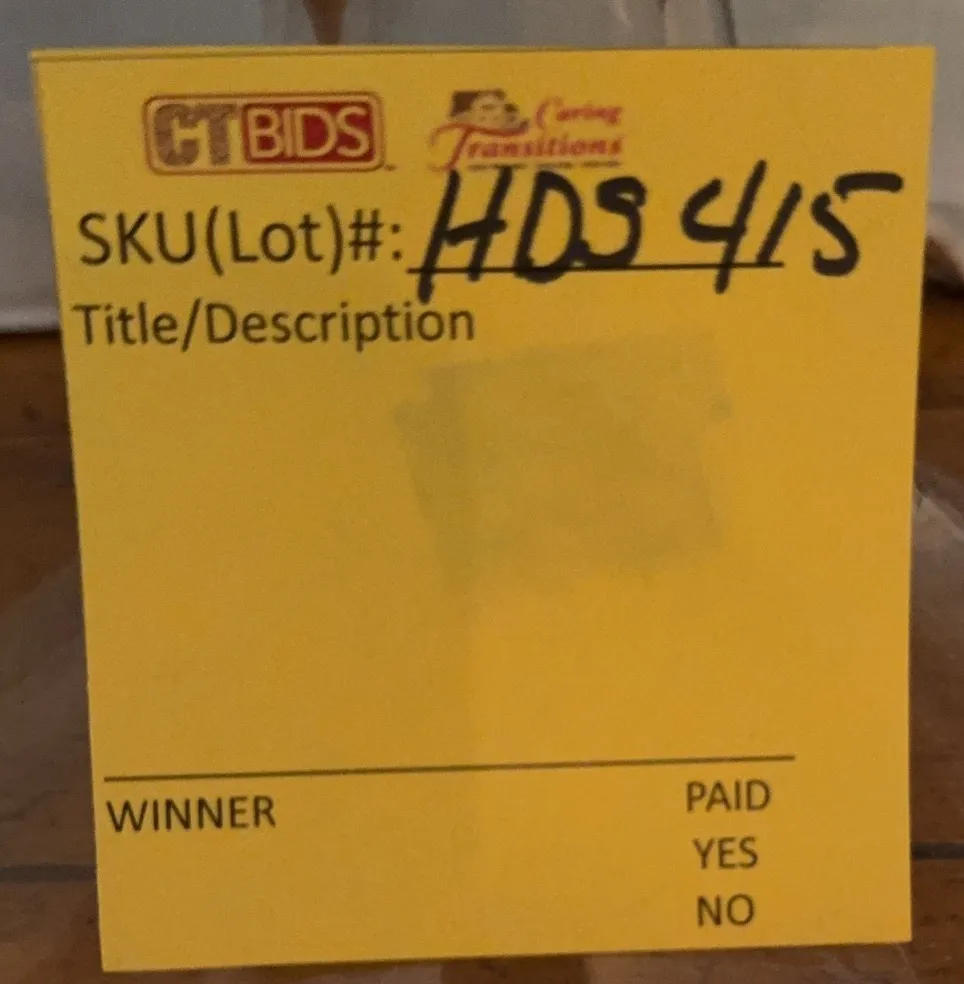 CTBIDS Caring
Transitions
SKU(Lot)#: HDS 415
Title/Description
WINNER PAID
YES
NO